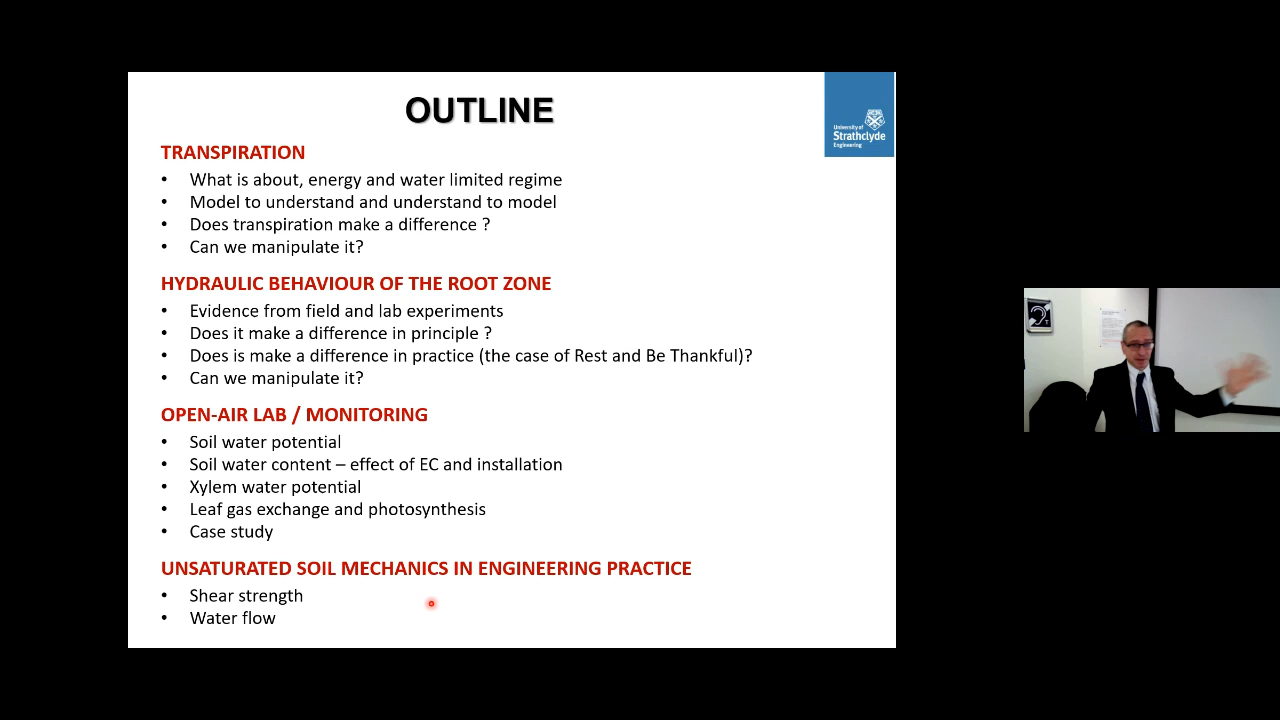 OUTLINE
University of
Strathclyde
Engineering
TRANSPIRATION
• What is about, energy and water limited regime
• Model to understand and understand to model
• Does transpiration make a difference ?
• Can we manipulate it?
HYDRAULIC BEHAVIOUR OF THE ROOT ZONE
• Evidence from field and lab experiments
• Does it make a difference in principle ?
• Does is make a difference in practice (the case of Rest and Be Thankful)?
• Can we manipulate it?
OPEN-AIR LAB / MONITORING
• Soil water potential
• Soil water content – effect of EC and installation
• Xylem water potential
• Leaf gas exchange and photosynthesis
• Case study
UNSATURATED SOIL MECHANICS IN ENGINEERING PRACTICE
• Shear strength
• Water flow
T